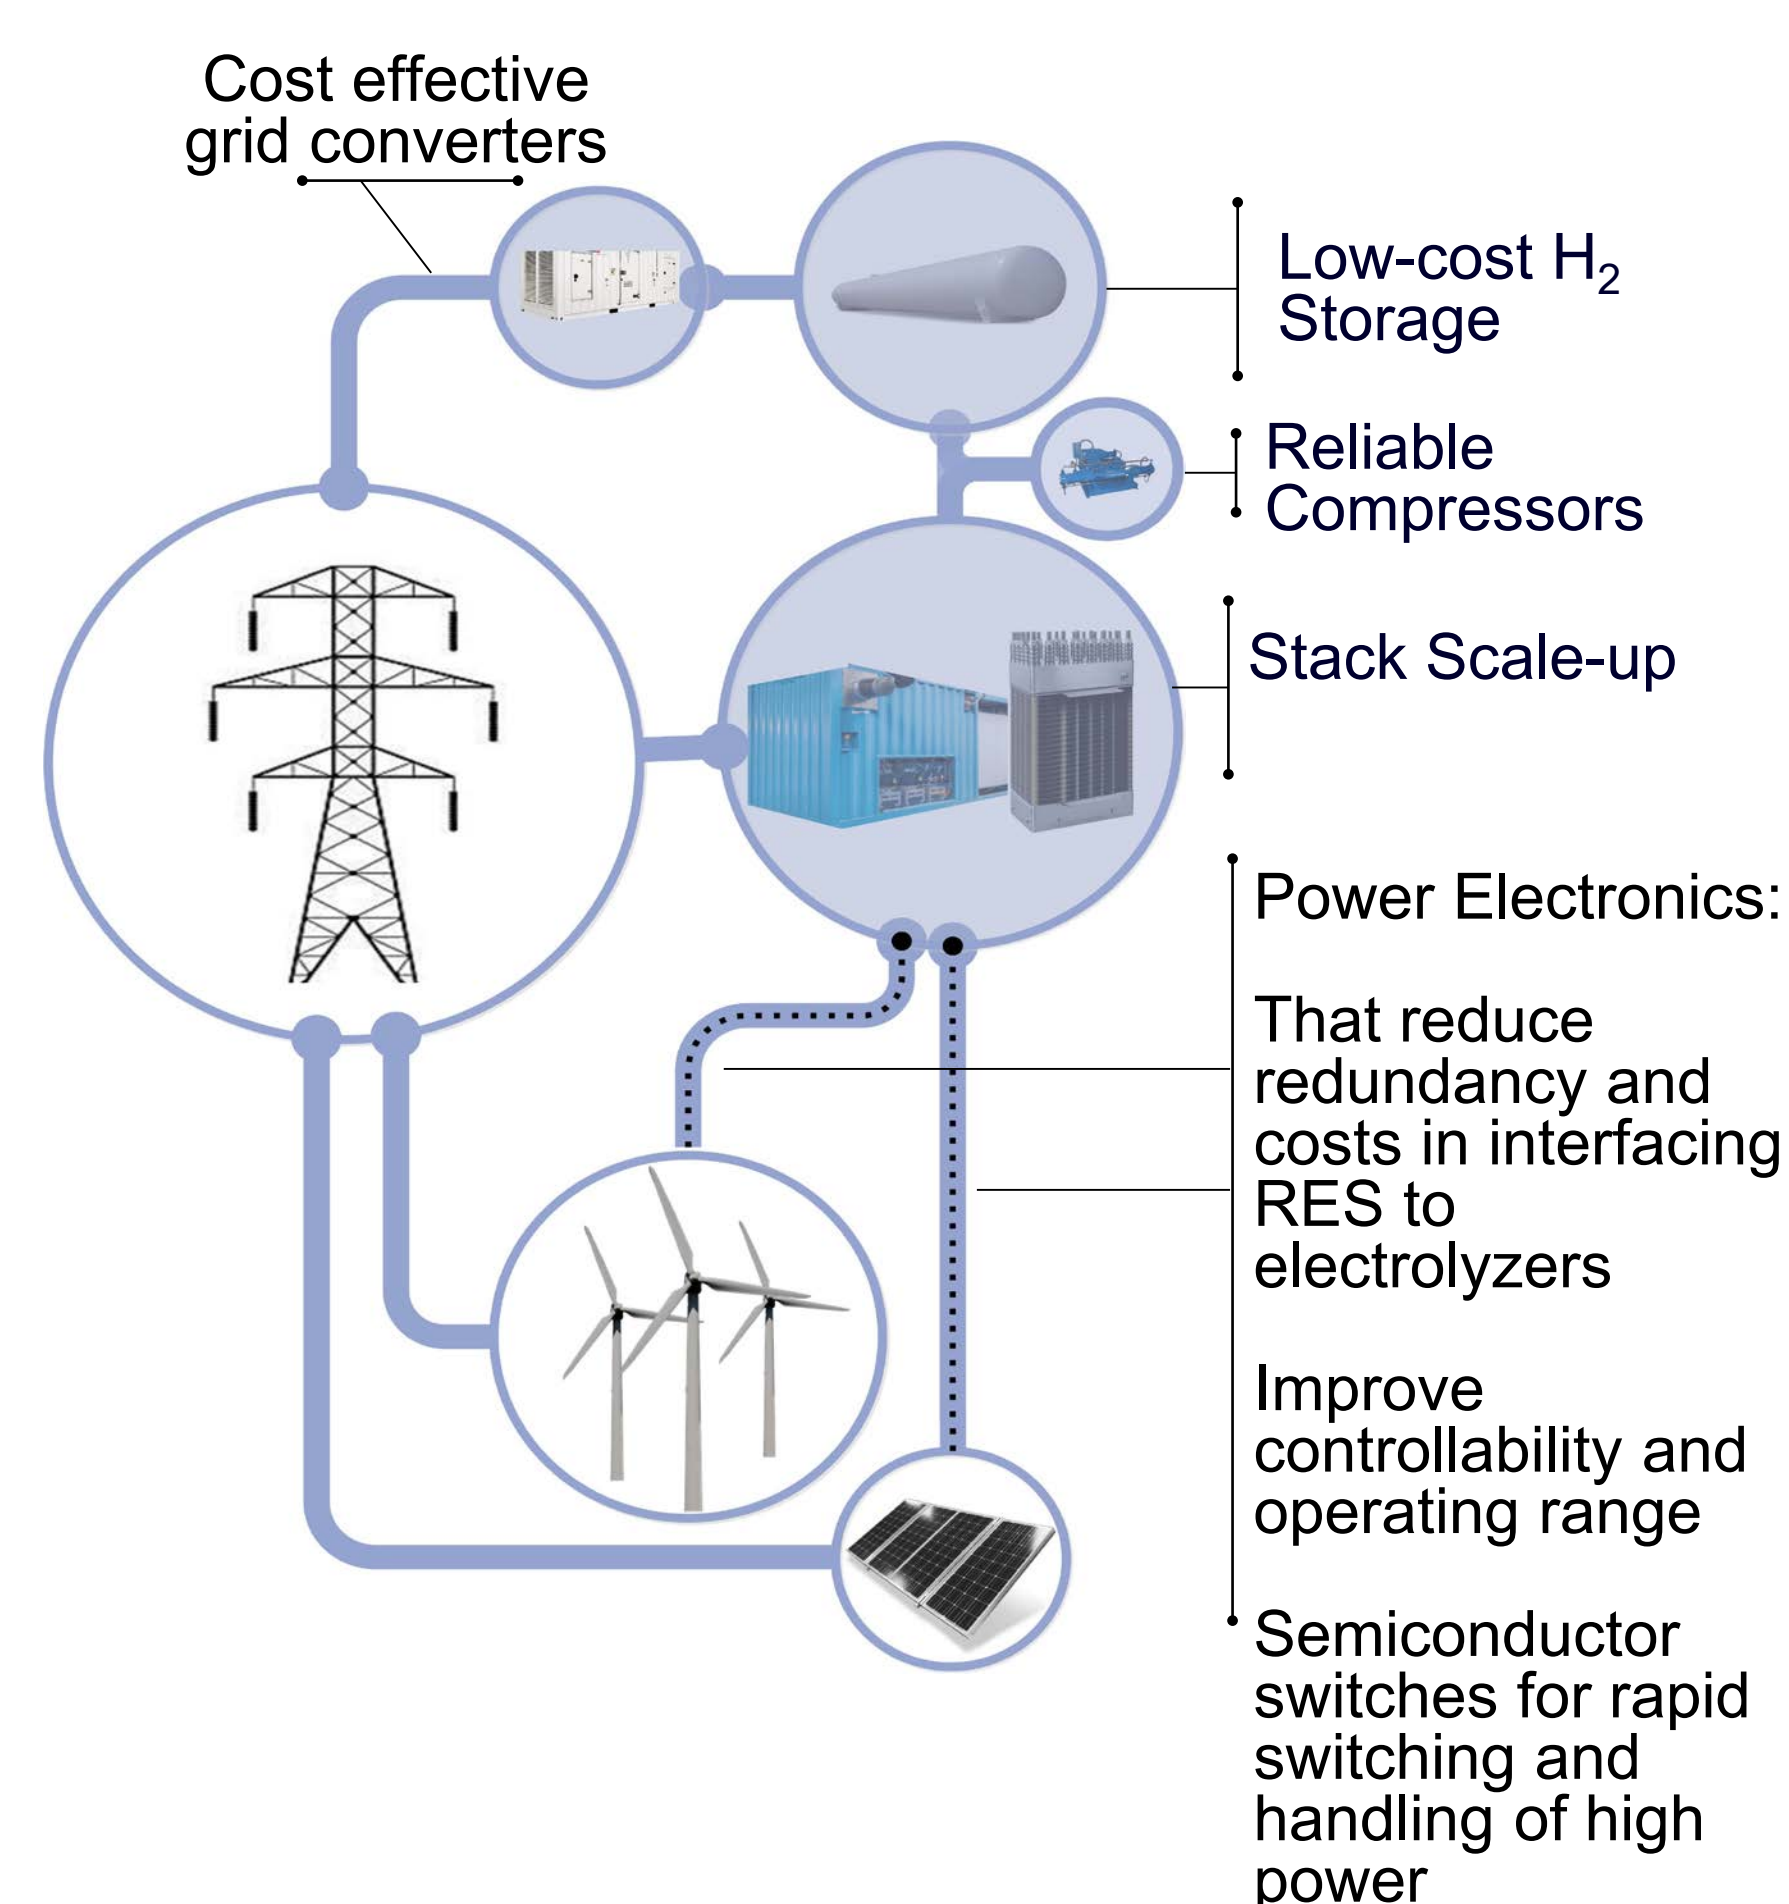 Cost effective
grid converters
Low-cost H₂
Storage
Reliable
Compressors
Stack Scale-up
Power Electronics:
That reduce
redundancy and
costs in interfacing
RES to
electrolyzers
Improve
controllability and
operating range
Semiconductor
switches for rapid
switching and
handling of high
power